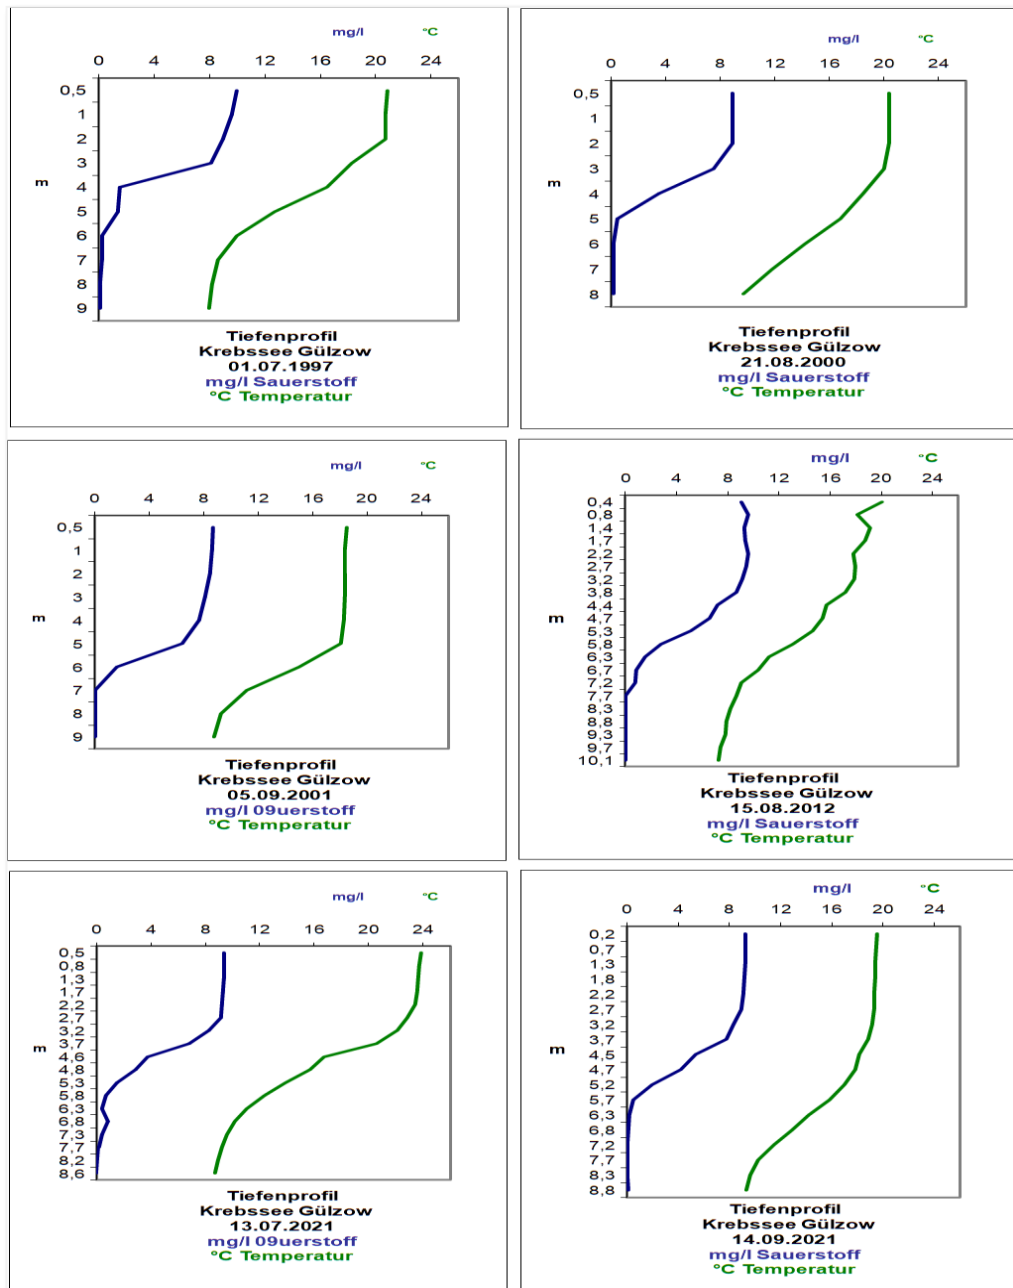 mg/l °C
0 4 8 12 16 20 24
0,5
1
2
3
m
4
5
6
7
8
9
Tiefenprofil
Krebssee Gülzow
01.07.1997
mg/l Sauerstoff
°C Temperatur
mg/l °C
0 4 8 12 16 20 24
0,5
1
2
3
m
4
5
6
7
8
Tiefenprofil
Krebssee Gülzow
21.08.2000
mg/l Sauerstoff
°C Temperatur
mg/l °C
0 4 8 12 16 20 24
0,5
1
2
3
m
4
5
6
7
8
9
Tiefenprofil
Krebssee Gülzow
05.09.2001
mg/l 09uerstoff
°C Temperatur
mg/l °C
0 4 8 12 16 20 24
0,4
0,8
1,4
1,7
2,2
2,7
3,2
3,8
4,4
m
4,7
5,3
5,8
6,3
6,7
7,2
7,7
8,3
8,8
9,3
9,7
10,1
Tiefenprofil
Krebssee Gülzow
15.08.2012
mg/l Sauerstoff
°C Temperatur
mg/l °C
0 4 8 12 16 20 24
0,5
0,8
1,3
1,7
2,2
2,7
3,2
3,7
m
4,6
4,8
5,3
5,8
6,3
6,8
7,3
7,7
8,2
8,6
Tiefenprofil
Krebssee Gülzow
13.07.2021
mg/l 09uerstoff
°C Temperatur
mg/l °C
0 4 8 12 16 20 24
0,2
0,7
1,3
1,8
2,2
2,7
3,2
3,7
m
4,5
4,7
5,2
5,7
6,3
6,8
7,2
7,7
8,3
8,8
Tiefenprofil
Krebssee Gülzow
14.09.2021
mg/l Sauerstoff
°C Temperatur